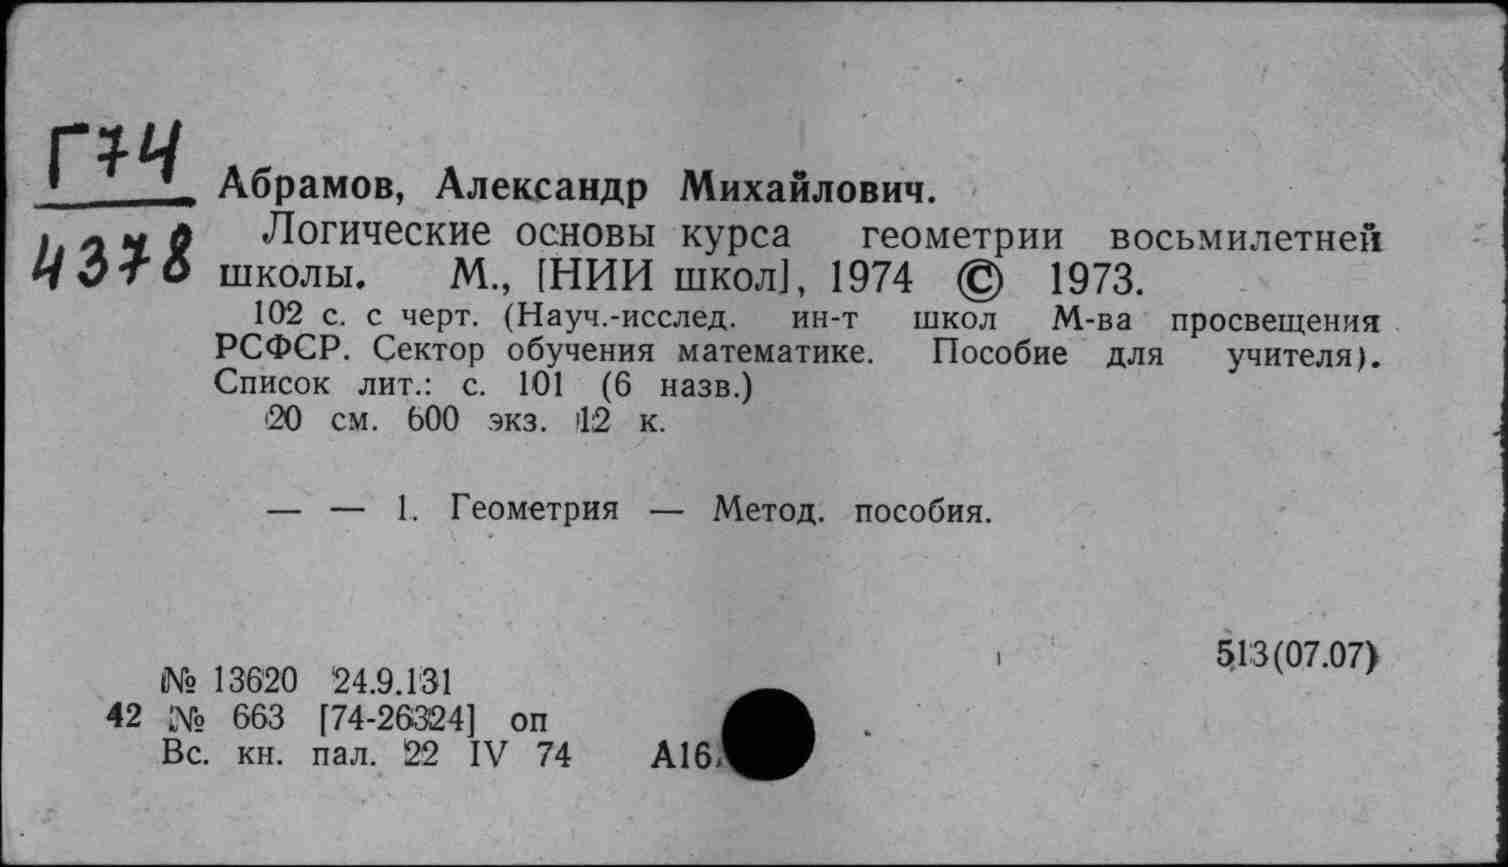 Г74
4378
Абрамов, Александр Михайлович.
Логические основы курса геометрии восьмилетней
школы. М., [НИИ школ], 1974 © 1973.
102 с. с черт. (Науч.-исслед. ин-т школ М-ва просвещения
РСФСР. Сектор обучения математике. Пособие для учителя).
Список лит.: с. 101 (6 назв.)
20 см. 600 экз. 12 к.
— — 1. Геометрия — Метод. пособия.
513(07.07)
№ 13620 24.9.131
42 № 663 [74-26324] оп
Вс. кн. пал. 22 IV 74 А16